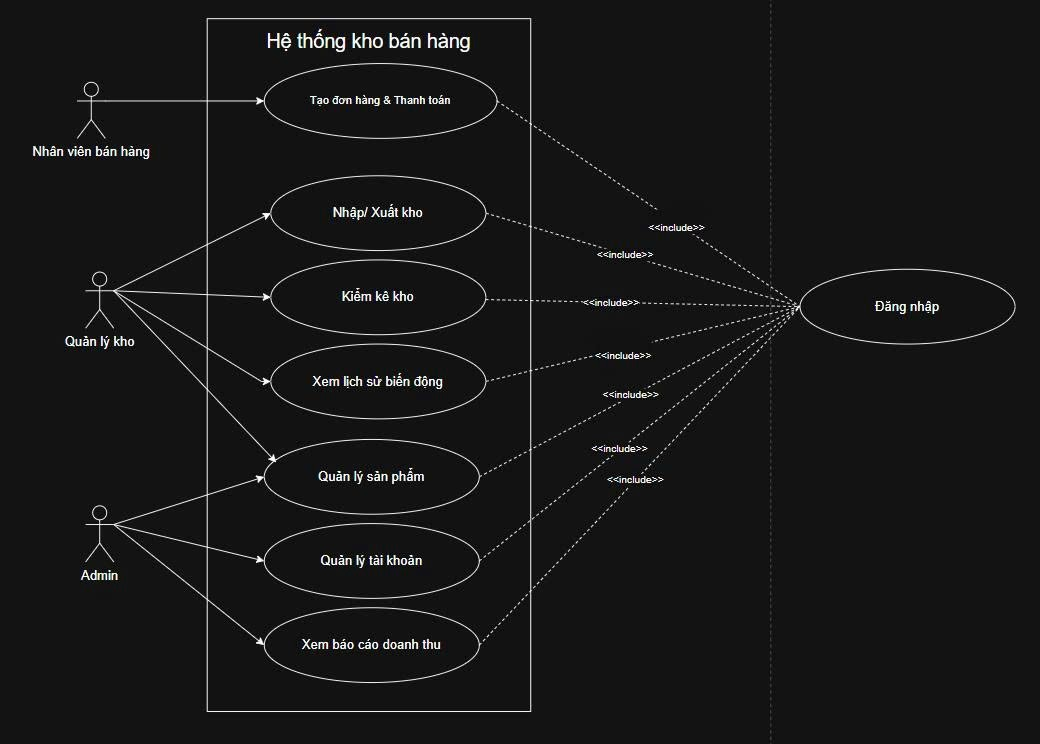 Hệ thống kho bán hàng
Tạo đơn hàng & Thanh toán
Nhân viên bán hàng
Nhập/ Xuất kho
<<include>>
<<include>>
Kiểm kê kho
<<include>>
Đăng nhập
Quản lý kho
Xem lịch sử biến động
<<include>>
<<include>>
Quản lý sản phẩm
<<include>>
<<include>>
Admin
Quản lý tài khoản
Xem báo cáo doanh thu